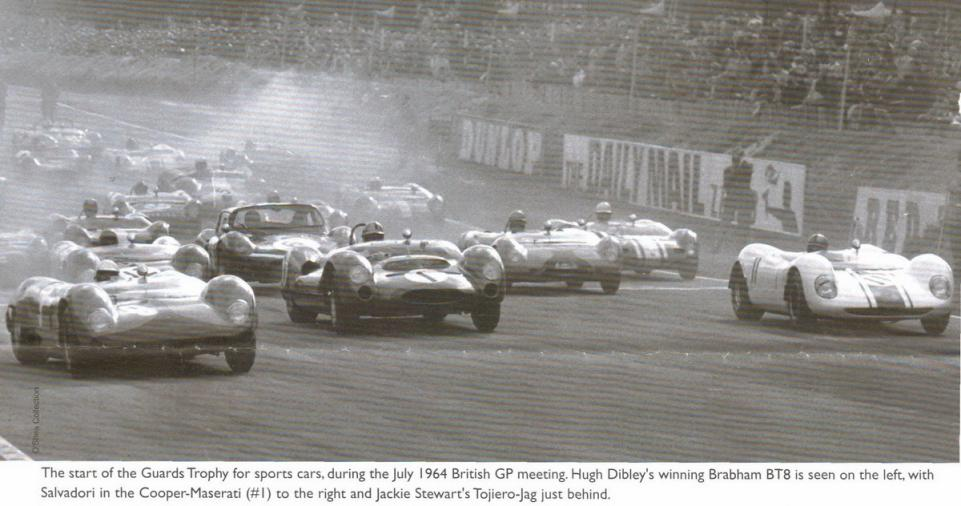 DUNLOP
DAILY MAIL
11
O'Shea Collection
The start of the Guards Trophy for sports cars, during the July 1964 British GP meeting. Hugh Dibley's winning Brabham BT8 is seen on the left, with
Salvadori in the Cooper-Maserati (#1) to the right and Jackie Stewart's Tojiero-Jag just behind.